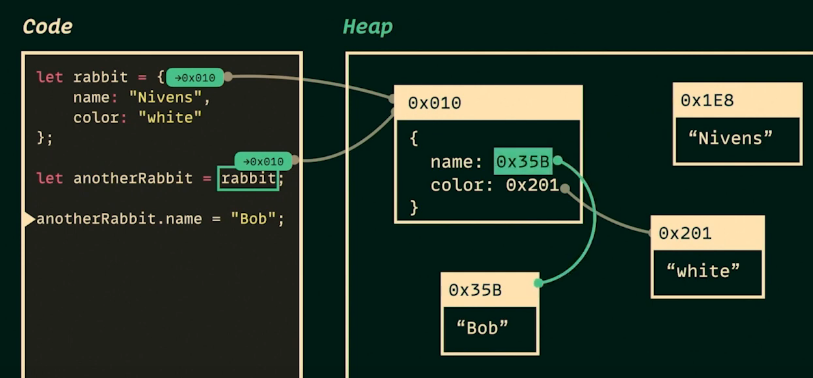 Code
let rabbit = {→0x010
name: "Nivens",
color: "white"
};
→0x010
let anotherRabbit = rabbit;
anotherRabbit.name = "Bob";
Heap
0x010
{
name: 0x35B
color: 0x201
}
0x1E8
“Nivens”
0x201
“white”
0x35B
“Bob”